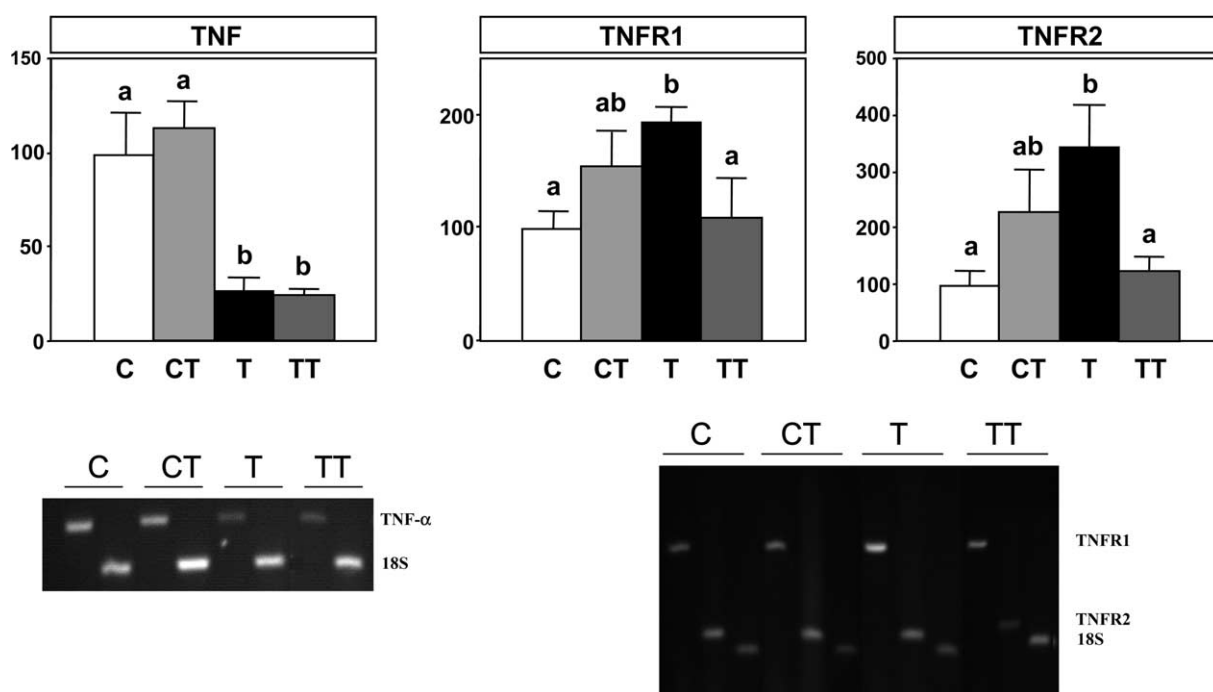 TNF
150
100
50
0
a
a
b
b
C CT T TT
TNFR1
200
100
0
a
ab
b
a
C CT T TT
TNFR2
500
400
300
200
100
0
a
ab
b
a
C CT T TT
C CT T TT
TNF-α
18S
C CT T TT
TNFR1
TNFR2
18S